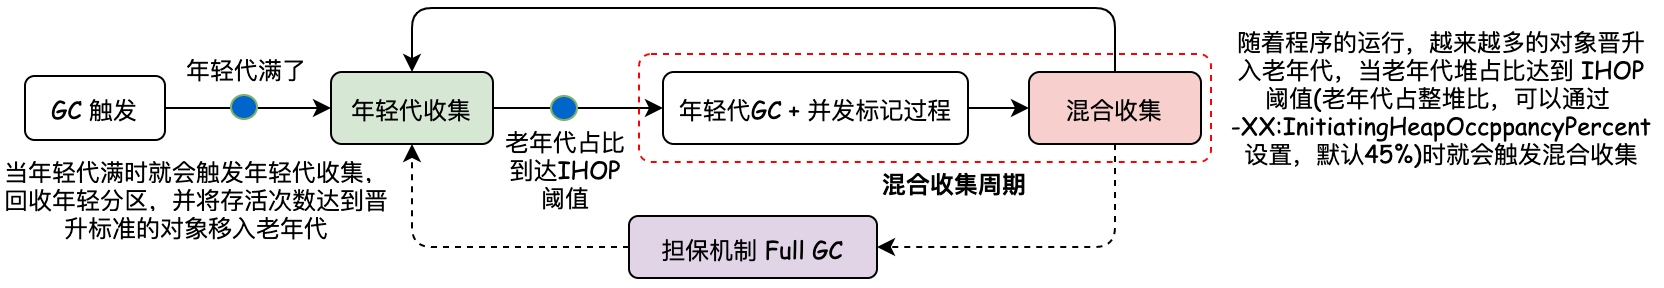 年轻代满了
GC 触发
年轻代收集
年轻代GC + 并发标记过程
混合收集
当年轻代满时就会触发年轻代收集，
回收年轻分区，并将存活次数达到晋
升标准的对象移入老年代
老年代占比
到达IHOP
阈值
混合收集周期
担保机制 Full GC
随着程序的运行，越来越多的对象晋升
入老年代，当老年代堆占比达到 IHOP
阈值(老年代占整堆比，可以通过
-XX:InitiatingHeapOccppancyPercent
设置，默认45%)时就会触发混合收集